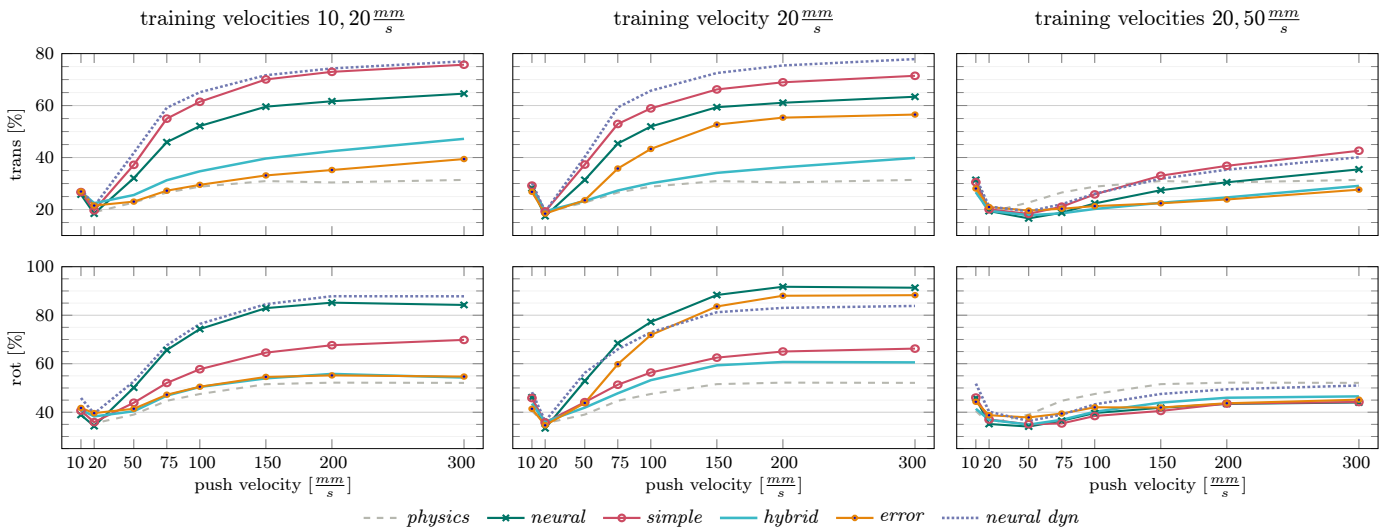 training velocities 10, 20 mm/s
training velocity 20 mm/s
training velocities 20, 50 mm/s
trans [%]
80
60
40
20
rot [%]
100
80
60
40
10 20 50 75 100 150 200 300
10 20 50 75 100 150 200 300
10 20 50 75 100 150 200 300
push velocity [mm/s]
push velocity [mm/s]
push velocity [mm/s]
physics neural simple hybrid error neural dyn